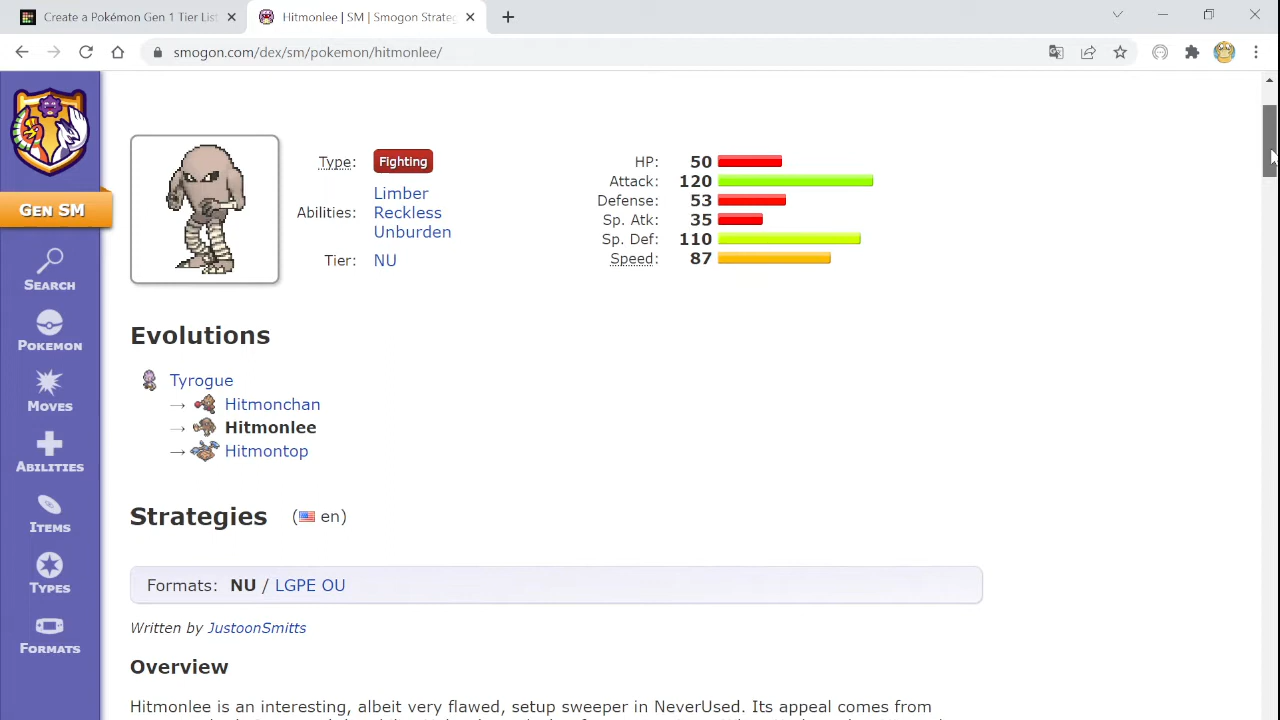 Create a Pokémon Gen 1 Tier List
Hitmonlee | SM | Smogon Strateg
smogon.com/dex/sm/pokemon/hitmonlee/
GEN SM
SEARCH
POKEMON
MOVES
ABILITIES
ITEMS
TYPES
FORMATS
Type: Fighting
Abilities: Limber
Reckless
Unburden
Tier: NU
HP: 50
Attack: 120
Defense: 53
Sp. Atk: 35
Sp. Def: 110
Speed: 87
Evolutions
Tyrogue
→ Hitmonchan
→ Hitmonlee
→ Hitmontop
Strategies (en)
Formats: NU / LGPE OU
Written by JustoonSmitts
Overview
Hitmonlee is an interesting, albeit very flawed, setup sweeper in NeverUsed. Its appeal comes from